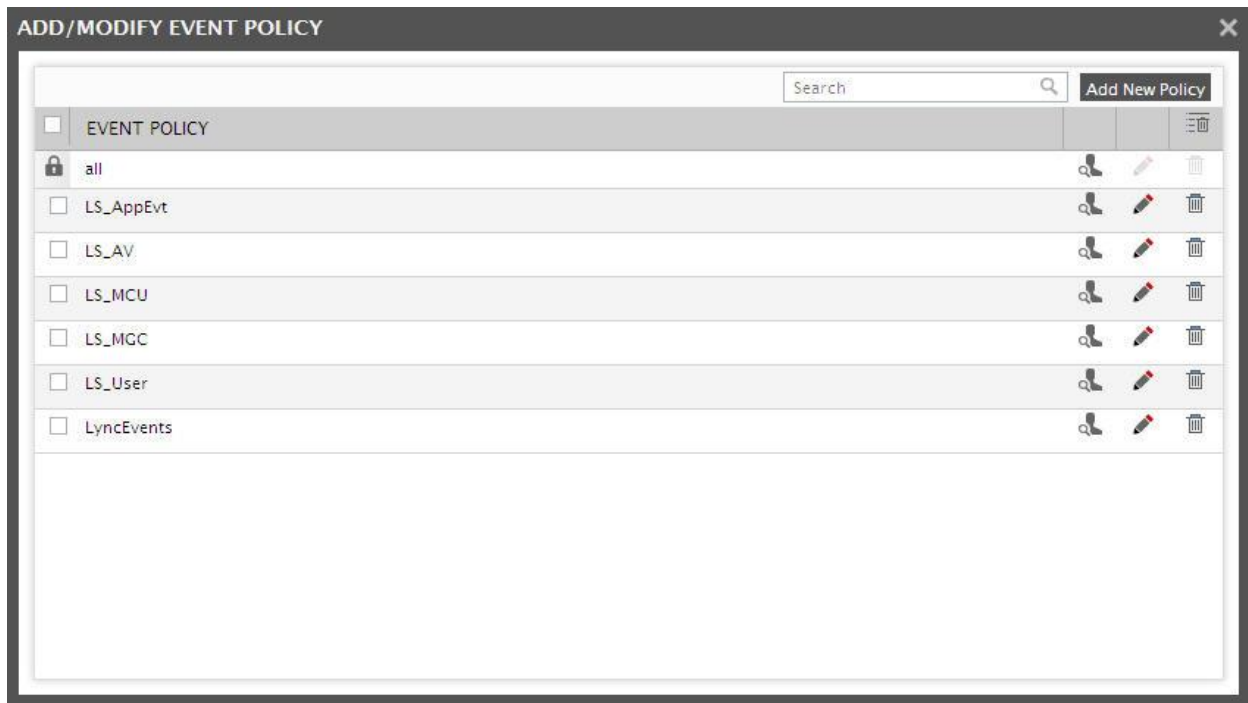 ADD/MODIFY EVENT POLICY
Search
Add New Policy
EVENT POLICY
all
LS_AppEvt
LS_AV
LS_MCU
LS_MGC
LS_User
LyncEvents